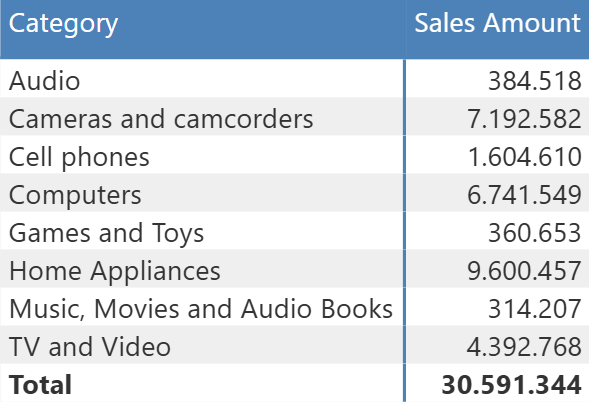 Category Sales Amount
Audio 384.518
Cameras and camcorders 7.192.582
Cell phones 1.604.610
Computers 6.741.549
Games and Toys 360.653
Home Appliances 9.600.457
Music, Movies and Audio Books 314.207
TV and Video 4.392.768
Total 30.591.344